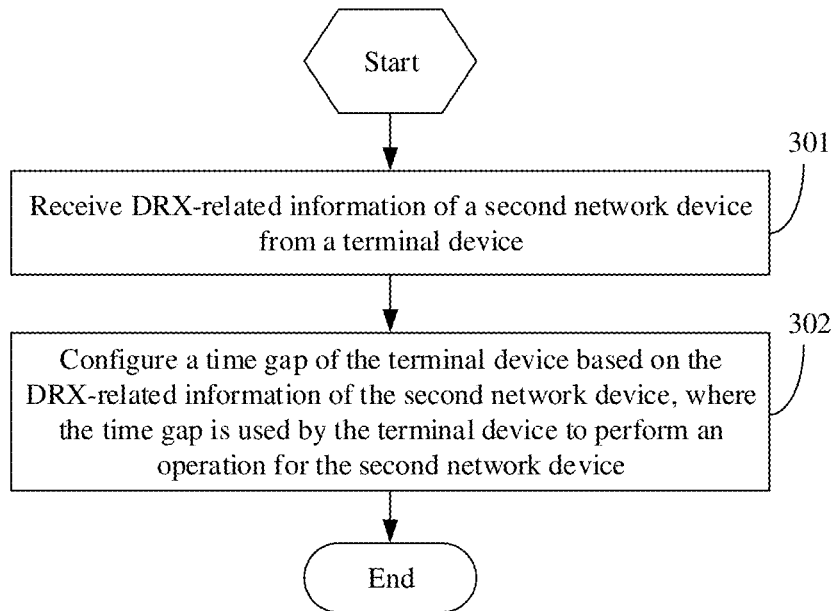 Start
301
Receive DRX-related information of a second network device
from a terminal device
302
Configure a time gap of the terminal device based on the
DRX-related information of the second network device, where
the time gap is used by the terminal device to perform an
operation for the second network device
End